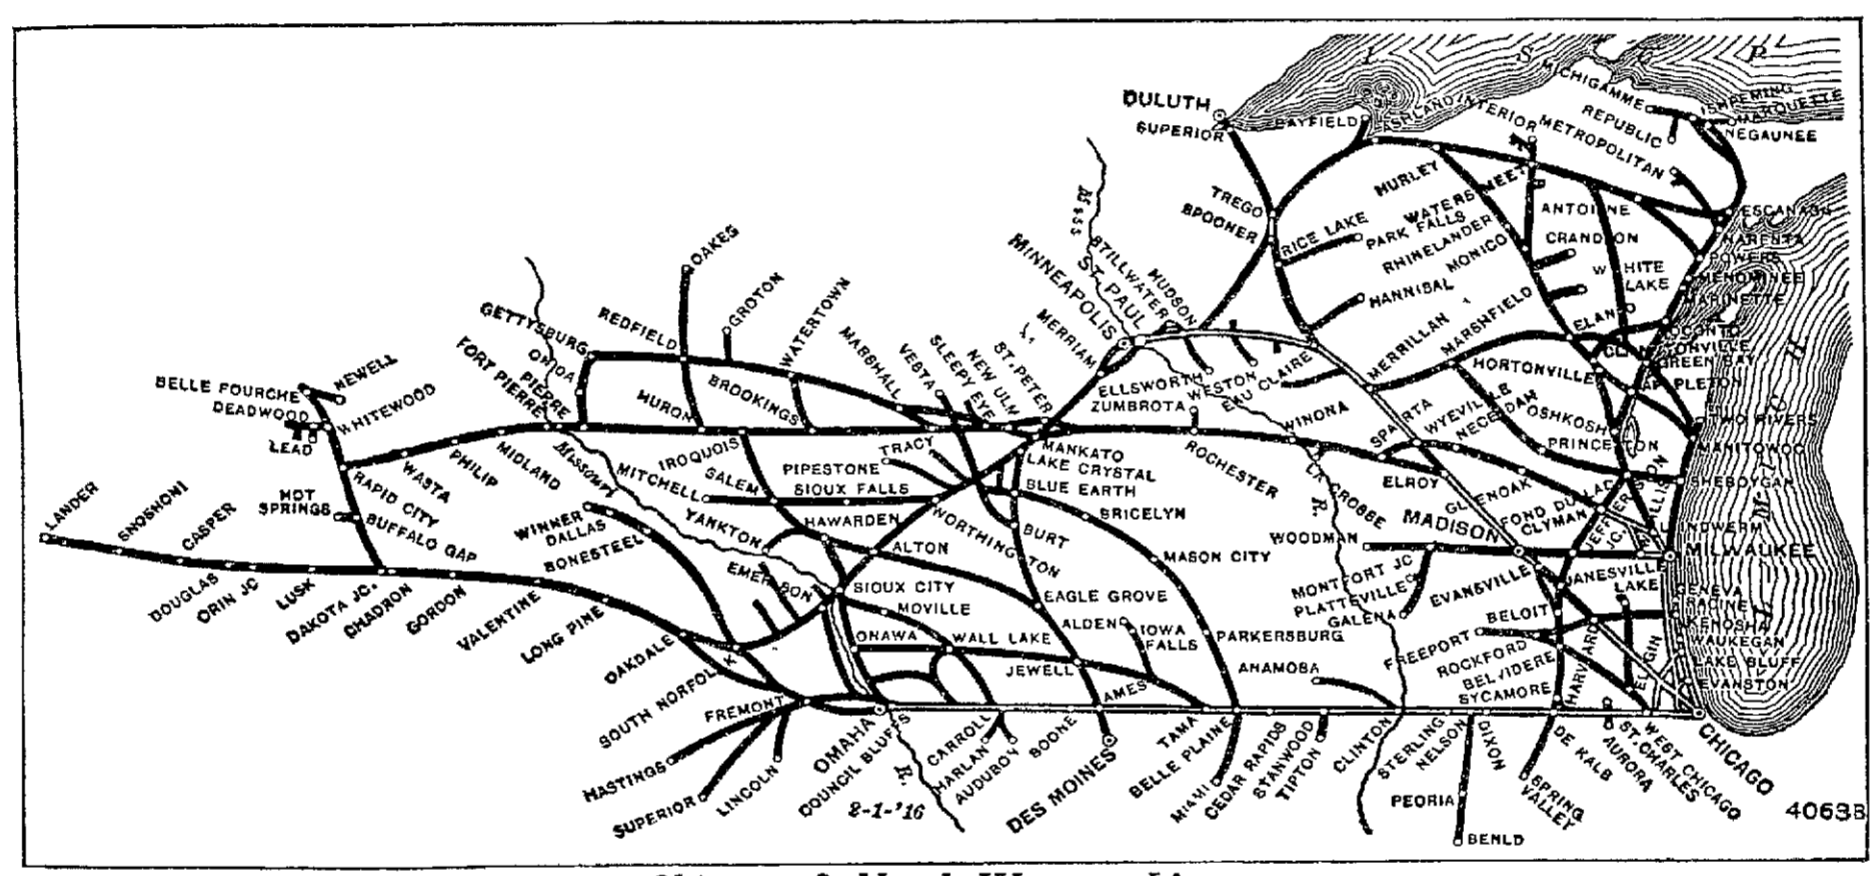 L
S
U
P
MICHIGAMME
ISHPEMING
MARQUETTE
NEGAUNEE
REPUBLIC
METROPOLITAN
INTERIOR
ASHLAND
BAYFIELD
DULUTH
SUPERIOR
HURLEY
WATERSMEET
TREGO
SPOONER
RICE LAKE
PARK FALLS
RHINELANDER
MONICO
ANTOINE
CRANDON
WHITE
LAKE
ESCANABA
NARENTA
POWERS
MENOMINEE
MARINETTE
OCONTO
GREEN BAY
APPLETON
TWO RIVERS
MANITOWOC
SHEBOYGAN
HANNIBAL
MARSHFIELD
ELAND
HORTONVILLE
MERRILLAN
MISS
STILLWATER
HUDSON
ST. PAUL
MINNEAPOLIS
MERRIAM
ST. PETER
NEW ULM
SLEEPY EYE
VESTA
MARSHALL
WATERTOWN
GROTON
OAKES
REDFIELD
GETTYSBURG
ONIDA
FORT PIERRE
PIERRE
HURON
BROOKINGS
ELLSWORTH
WESTON
EAU CLAIRE
ZUMBROTA
WINONA
SPARTA
WYEVILLE
NECEDAH
OSHKOSH
PRINCETON
BELLE FOURCHE
NEWELL
DEADWOOD
WHITEWOOD
LEAD
RAPID CITY
WASTA
PHILIP
MIDLAND
MISSOURI
HOT
SPRINGS
BUFFALO GAP
IROQUOIS
TRACY
MANKATO
LAKE CRYSTAL
ROCHESTER
LA CROSSE
R.
ELROY
GLENOAK
FOND DU LAC
CLYMAN
JEFFERSON
JC.
LINDWERM
MILWAUKEE
MITCHELL
SALEM
PIPESTONE
SIOUX FALLS
BLUE EARTH
BRICELYN
BURT
WORTHINGTON
MASON CITY
WOODMAN
MADISON
MONTFORT JC
PLATTEVILLE
GALENA
EVANSVILLE
JANESVILLE
LAKE
GENEVA
RACINE
KENOSHA
WAUKEGAN
LAKE BLUFF
EVANSTON
LANDER
SHOSHONI
CASPER
DOUGLAS
ORIN JC
LUSK
DAKOTA JC.
CHADRON
GORDON
VALENTINE
LONG PINE
WINNER
DALLAS
BONESTEEL
YANKTON
HAWARDEN
ALTON
EMERSON
SIOUX CITY
MOVILLE
EAGLE GROVE
ALDEN
IOWA
FALLS
PARKERSBURG
ONAWA
WALL LAKE
JEWELL
AMES
ANAMOSA
BELOIT
FREEPORT
ROCKFORD
BELVIDERE
SYCAMORE
HARVARD
ELGIN
OAKDALE
SOUTH NORFOLK
FREMONT
HASTINGS
SUPERIOR
LINCOLN
OMAHA
COUNCIL BLUFFS
R.
CARROLL
HARLAN
AUDUBON
BOONE
DES MOINES
TAMA
BELLE PLAINE
MIAMI
CEDAR RAPIDS
STANWOOD
TIPTON
CLINTON
STERLING
NELSON
DIXON
PEORIA
BENLD
DE KALB
SPRING
VALLEY
AURORA
ST. CHARLES
WEST CHICAGO
CHICAGO
M
I
C
H
2-1-'16
4063B